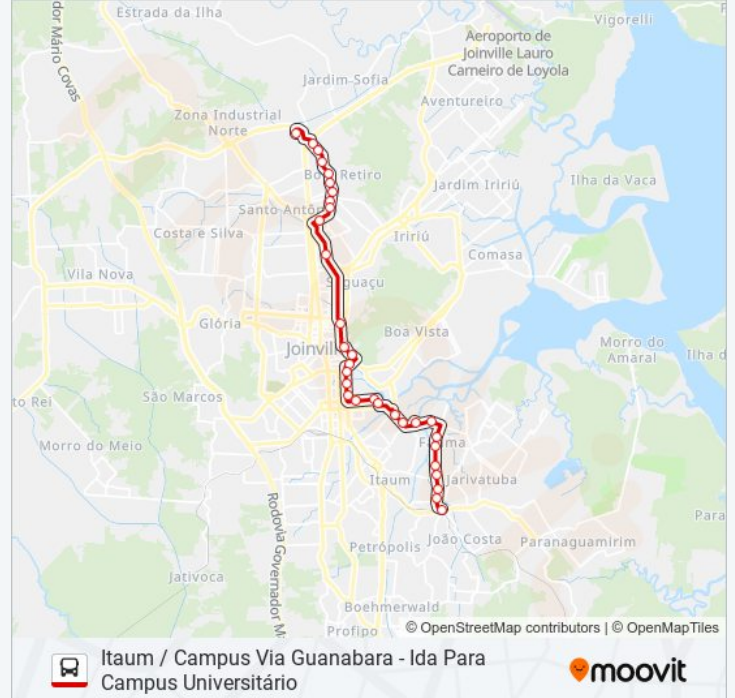 Estrada da Ilha
Vigorelli
dor Mário Covas
Aeroporto de
Joinville Lauro
Carneiro de Loyola
Jardim Sofia
Aventureiro
Zona Industrial
Norte
Bom Retiro
Jardim Iririú
Ilha da Vaca
Santo Antôn
Costa e Silva
Iririú
Comasa
Vila Nova
Saguaçu
Glória
Boa Vista
Joinville
Morro do
Amaral
Ilha d
to Rei
São Marcos
Morro do Meio
Fátima
Itaum
Jarivatuba
Rodovia Governador M
Para
João Costa
Paranaguamirim
Petrópolis
Jativoca
Boehmerwald
Profipo
© OpenStreetMap contributors | © OpenMapTiles
Itaum / Campus Via Guanabara - Ida Para
Campus Universitário
moovit